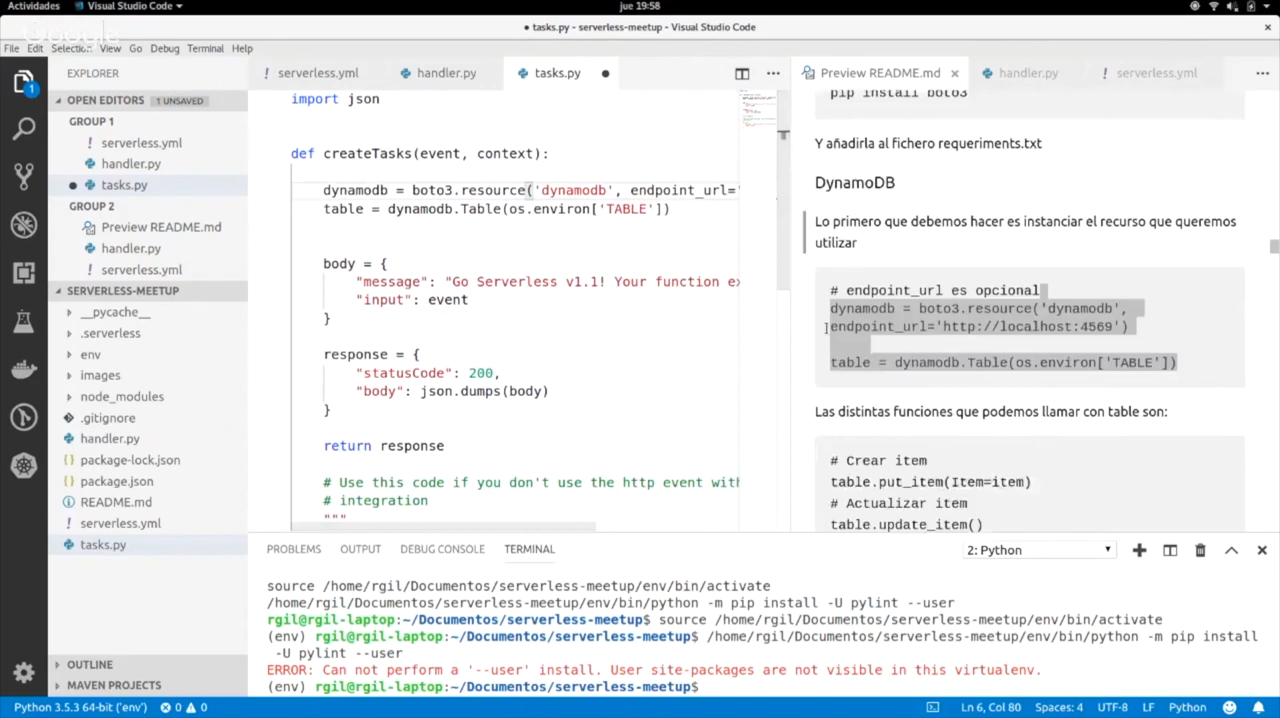 Actividades
Visual Studio Code
jue 19:58
● tasks.py - serverless-meetup - Visual Studio Code
File Edit Selection View Go Debug Terminal Help
EXPLORER
OPEN EDITORS 1 UNSAVED
GROUP 1
serverless.yml
handler.py
tasks.py
GROUP 2
Preview README.md
handler.py
serverless.yml
SERVERLESS-MEETUP
__pycache__
.serverless
env
images
node_modules
.gitignore
handler.py
package-lock.json
package.json
README.md
serverless.yml
tasks.py
OUTLINE
MAVEN PROJECTS
serverless.yml
handler.py
tasks.py
import json
def createTasks(event, context):
dynamodb = boto3.resource('dynamodb', endpoint_url='
table = dynamodb.Table(os.environ['TABLE'])
body = {
"message": "Go Serverless v1.1! Your function ex
"input": event
}
response = {
"statusCode": 200,
"body": json.dumps(body)
}
return response
# Use this code if you don't use the http event with
# integration
"""
Preview README.md
handler.py
serverless.yml
pip install boto3
Y añadirla al fichero requeriments.txt
DynamoDB
Lo primero que debemos hacer es instanciar el recurso que queremos
utilizar
# endpoint_url es opcional
dynamodb = boto3.resource('dynamodb',
endpoint_url='http://localhost:4569')
table = dynamodb.Table(os.environ['TABLE'])
Las distintas funciones que podemos llamar con table son:
# Crear item
table.put_item(Item=item)
# Actualizar item
table.update_item()
PROBLEMS OUTPUT DEBUG CONSOLE TERMINAL
2: Python
source /home/rgil/Documentos/serverless-meetup/env/bin/activate
/home/rgil/Documentos/serverless-meetup/env/bin/python -m pip install -U pylint --user
rgil@rgil-laptop:~/Documentos/serverless-meetup$ source /home/rgil/Documentos/serverless-meetup/env/bin/activate
(env) rgil@rgil-laptop:~/Documentos/serverless-meetup$ /home/rgil/Documentos/serverless-meetup/env/bin/python -m pip install
-U pylint --user
ERROR: Can not perform a '--user' install. User site-packages are not visible in this virtualenv.
(env) rgil@rgil-laptop:~/Documentos/serverless-meetup$
Python 3.5.3 64-bit ('env') 0 0
Ln 6, Col 80 Spaces: 4 UTF-8 LF Python